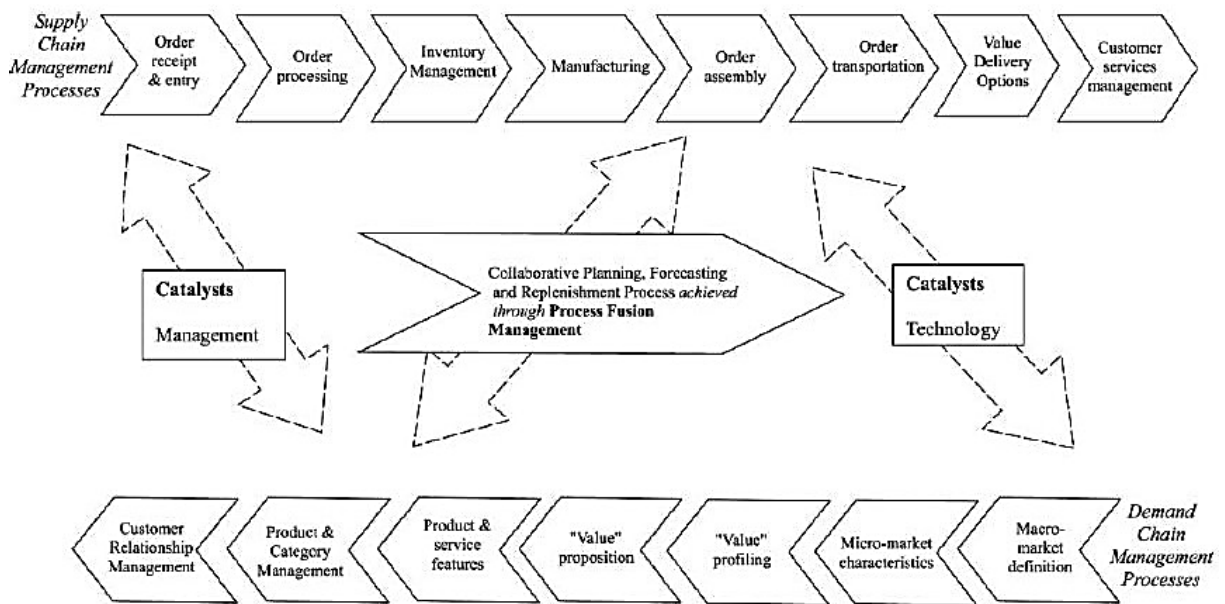 Supply
Chain
Management
Processes
Order
receipt
& entry
Order
processing
Inventory
Management
Manufacturing
Order
assembly
Order
transportation
Value
Delivery
Options
Customer
services
management
Catalysts
Management
Collaborative Planning, Forecasting
and Replenishment Process achieved
through Process Fusion
Management
Catalysts
Technology
Customer
Relationship
Management
Product &
Category
Management
Product &
service
features
"Value"
proposition
"Value"
profiling
Micro-market
characteristics
Macro-
market
definition
Demand
Chain
Management
Processes